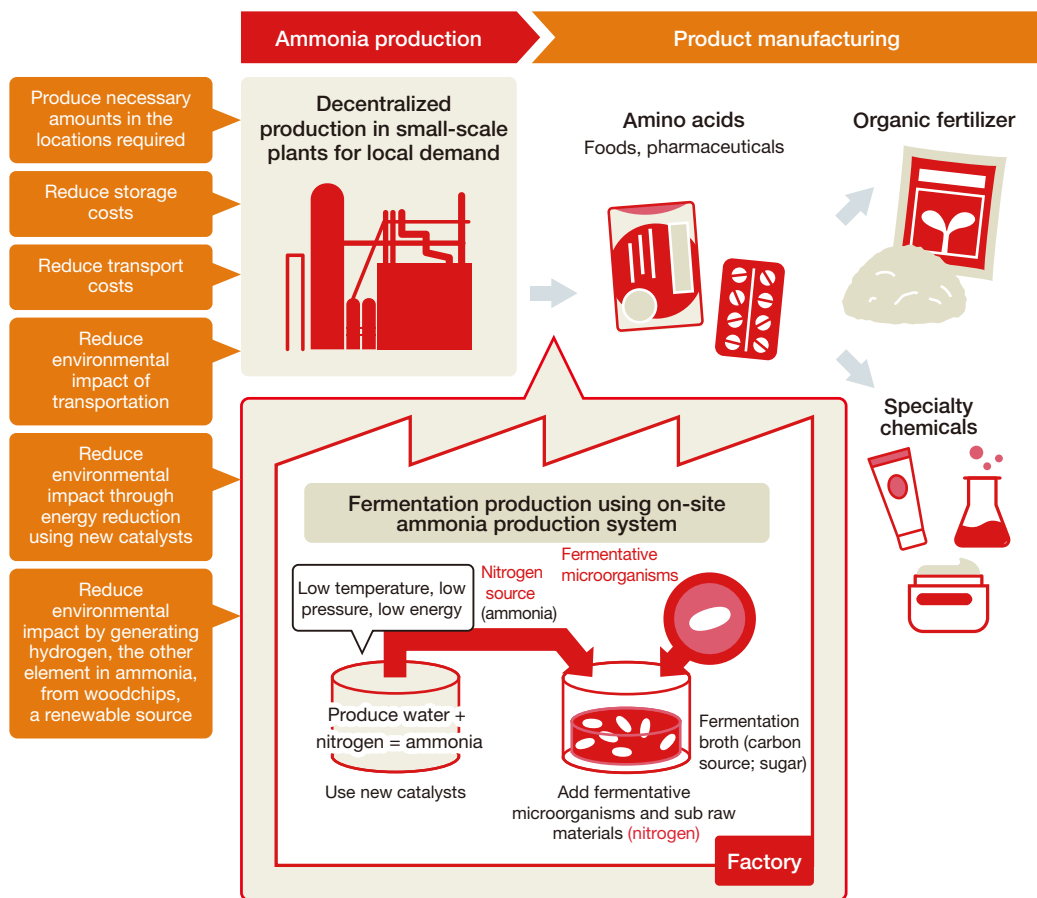 Ammonia production
Product manufacturing
Produce necessary
amounts in the
locations required
Reduce storage
costs
Reduce transport
costs
Reduce
environmental
impact of
transportation
Reduce
environmental
impact through
energy reduction
using new catalysts
Reduce
environmental
impact by generating
hydrogen, the other
element in ammonia,
from woodchips,
a renewable source
Decentralized
production in small-scale
plants for local demand
Amino acids
Foods, pharmaceuticals
Organic fertilizer
Specialty
chemicals
Fermentation production using on-site
ammonia production system
Low temperature, low
pressure, low energy
Nitrogen
source
(ammonia)
Fermentative
microorganisms
Produce water +
nitrogen = ammonia
Use new catalysts
Fermentation
broth (carbon
source; sugar)
Add fermentative
microorganisms and sub raw
materials (nitrogen)
Factory